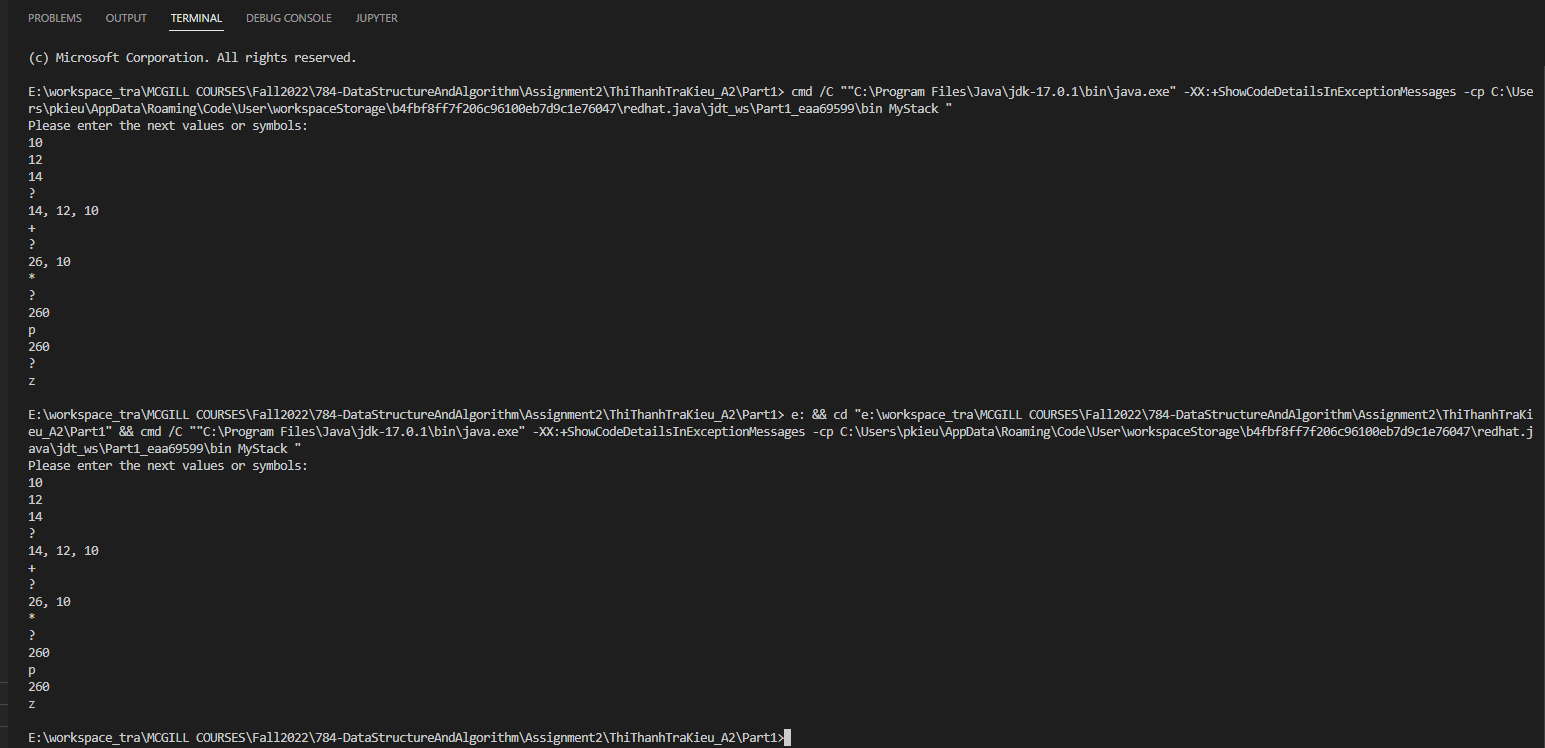 PROBLEMS OUTPUT TERMINAL DEBUG CONSOLE JUPYTER
(c) Microsoft Corporation. All rights reserved.
E:\workspace_tra\MCGILL COURSES\Fall2022\784-DataStructureAndAlgorithm\Assignment2\ThiThanhTraKieu_A2\Part1> cmd /C ""C:\Program Files\Java\jdk-17.0.1\bin\java.exe" -XX:+ShowCodeDetailsInExceptionMessages -cp C:\Use
rs\pkieu\AppData\Roaming\Code\User\workspaceStorage\b4fbf8ff7f206c96100eb7d9c1e76047\redhat.java\jdt_ws\Part1_eaa69599\bin MyStack "
Please enter the next values or symbols:
10
12
14
?
14, 12, 10
+
?
26, 10
*
?
260
p
260
?
z
E:\workspace_tra\MCGILL COURSES\Fall2022\784-DataStructureAndAlgorithm\Assignment2\ThiThanhTraKieu_A2\Part1> e: && cd "e:\workspace_tra\MCGILL COURSES\Fall2022\784-DataStructureAndAlgorithm\Assignment2\ThiThanhTraKi
eu_A2\Part1" && cmd /C ""C:\Program Files\Java\jdk-17.0.1\bin\java.exe" -XX:+ShowCodeDetailsInExceptionMessages -cp C:\Users\pkieu\AppData\Roaming\Code\User\workspaceStorage\b4fbf8ff7f206c96100eb7d9c1e76047\redhat.j
ava\jdt_ws\Part1_eaa69599\bin MyStack "
Please enter the next values or symbols:
10
12
14
?
14, 12, 10
+
?
26, 10
*
?
260
p
260
z
E:\workspace_tra\MCGILL COURSES\Fall2022\784-DataStructureAndAlgorithm\Assignment2\ThiThanhTraKieu_A2\Part1>